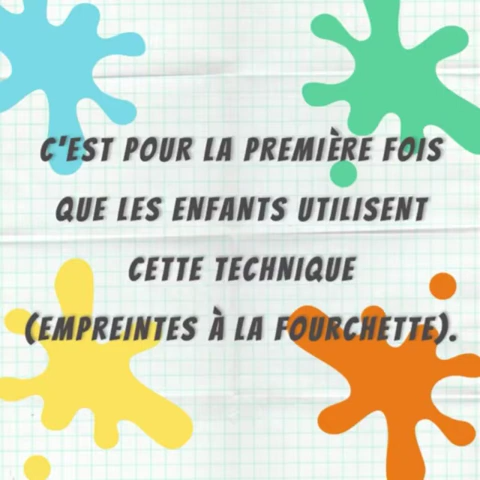 C'EST POUR LA PREMIÈRE FOIS
QUE LES ENFANTS UTILISENT
CETTE TECHNIQUE
(EMPREINTES À LA FOURCHETTE).